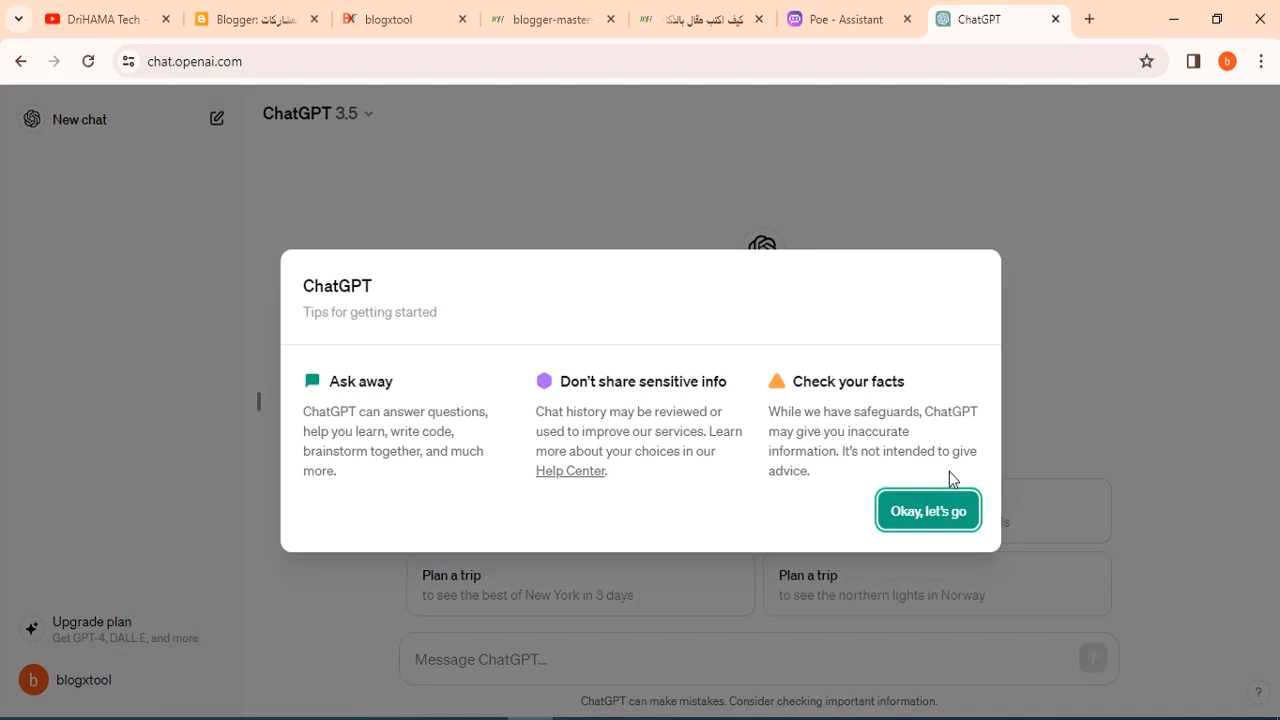 DriHAMA Tech -
Blogger: مشاركات
blogxtool
blogger-master-
كيف اكتب مقال بالذكا
Poe - Assistant
ChatGPT
chat.openai.com
b
New chat
ChatGPT 3.5
ChatGPT
Tips for getting started
Ask away
ChatGPT can answer questions,
help you learn, write code,
brainstorm together, and much
more.
Don't share sensitive info
Chat history may be reviewed or
used to improve our services. Learn
more about your choices in our
Help Center.
Check your facts
While we have safeguards, ChatGPT
may give you inaccurate
information. It's not intended to give
advice.
Okay, let's go
Plan a trip
to see the best of New York in 3 days
Plan a trip
to see the northern lights in Norway
Upgrade plan
Get GPT-4, DALL·E, and more
b
blogxtool
Message ChatGPT...
ChatGPT can make mistakes. Consider checking important information.
?